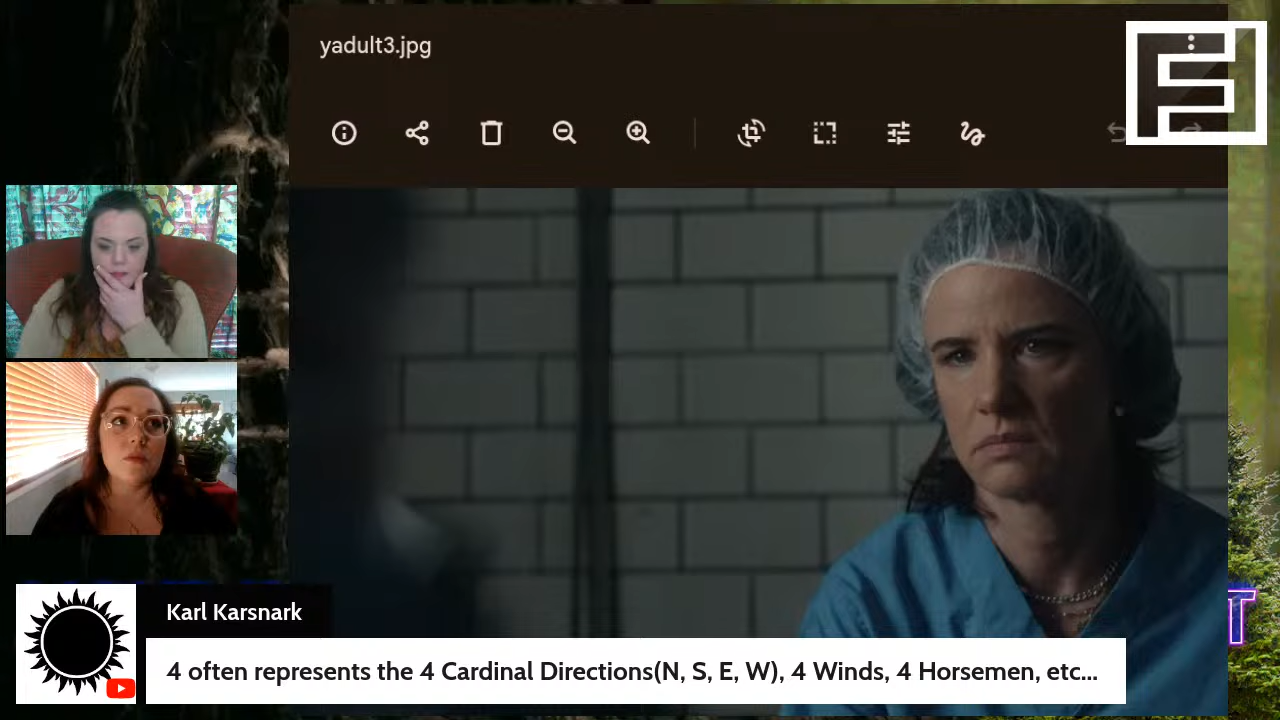 yadult3.jpg
Karl Karsnark
4 often represents the 4 Cardinal Directions(N, S, E, W), 4 Winds, 4 Horsemen, etc...
T